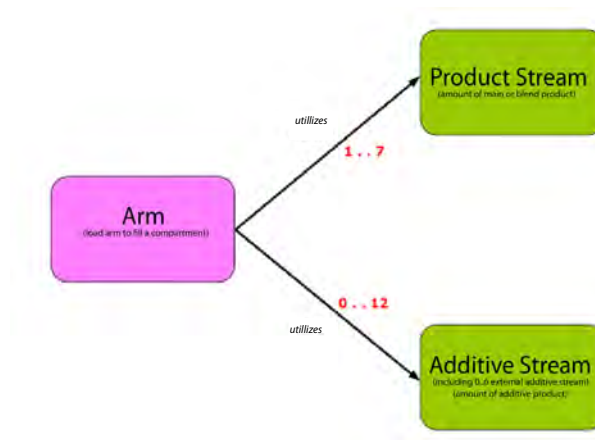 Product Stream
(amount of main or blend product)
utillizes
1 . . 7
Arm
(load arm to fill a compartment)
0 . . 12
utillizes
Additive Stream
(including 0..6 external additive stream)
(amount of additive product)